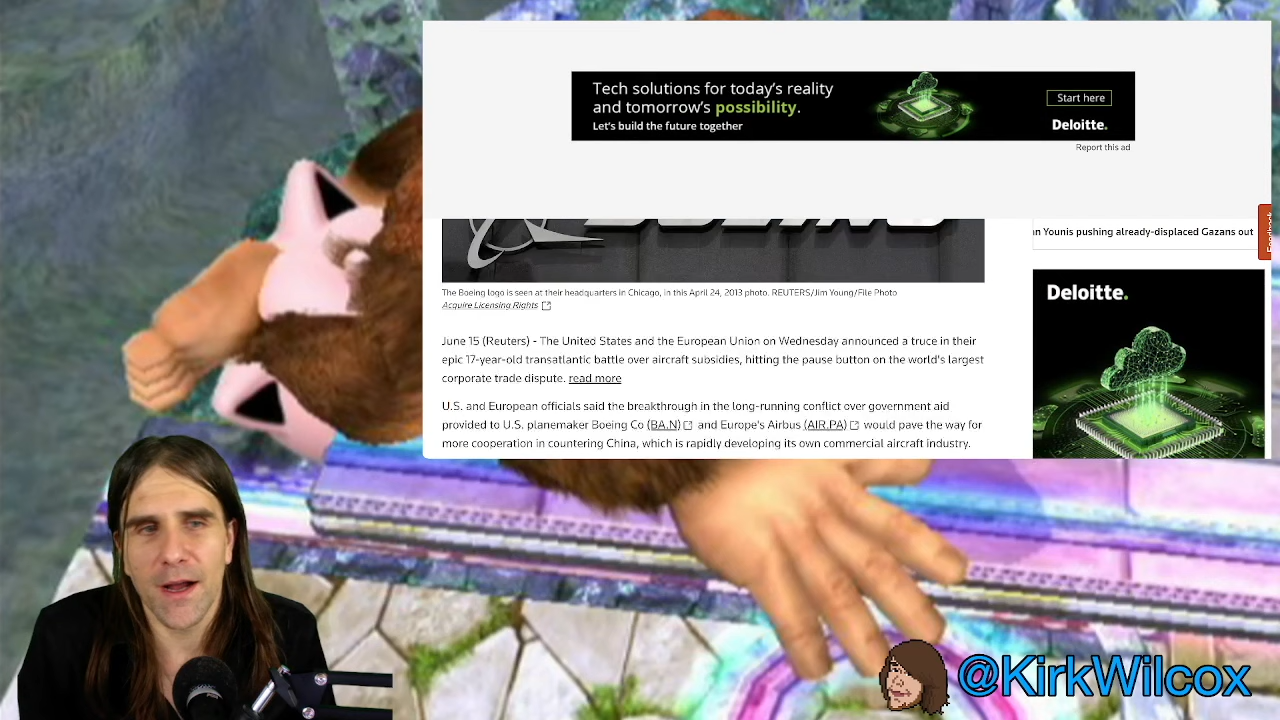 Tech solutions for today's reality
and tomorrow's possibility.
Let's build the future together
Start here
Deloitte.
Report this ad
The Boeing logo is seen at their headquarters in Chicago, in this April 24, 2013 photo. REUTERS/Jim Young/File Photo
Acquire Licensing Rights
June 15 (Reuters) - The United States and the European Union on Wednesday announced a truce in their
epic 17-year-old transatlantic battle over aircraft subsidies, hitting the pause button on the world's largest
corporate trade dispute. read more
U.S. and European officials said the breakthrough in the long-running conflict over government aid
provided to U.S. planemaker Boeing Co (BA.N) and Europe's Airbus (AIR.PA) would pave the way for
more cooperation in countering China, which is rapidly developing its own commercial aircraft industry.
Younis pushing already-displaced Gazans out
Deloitte.
@KirkWilcox